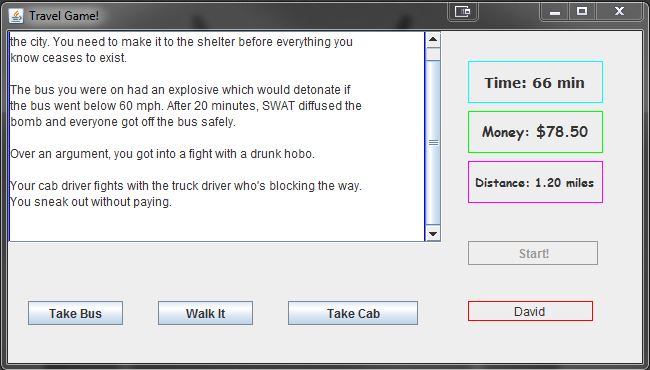 Travel Game!
the city. You need to make it to the shelter before everything you
know ceases to exist.
The bus you were on had an explosive which would detonate if
the bus went below 60 mph. After 20 minutes, SWAT diffused the
bomb and everyone got off the bus safely.
Over an argument, you got into a fight with a drunk hobo.
Your cab driver fights with the truck driver who's blocking the way.
You sneak out without paying.
Time: 66 min
Money: $78.50
Distance: 1.20 miles
Start!
Take Bus
Walk It
Take Cab
David